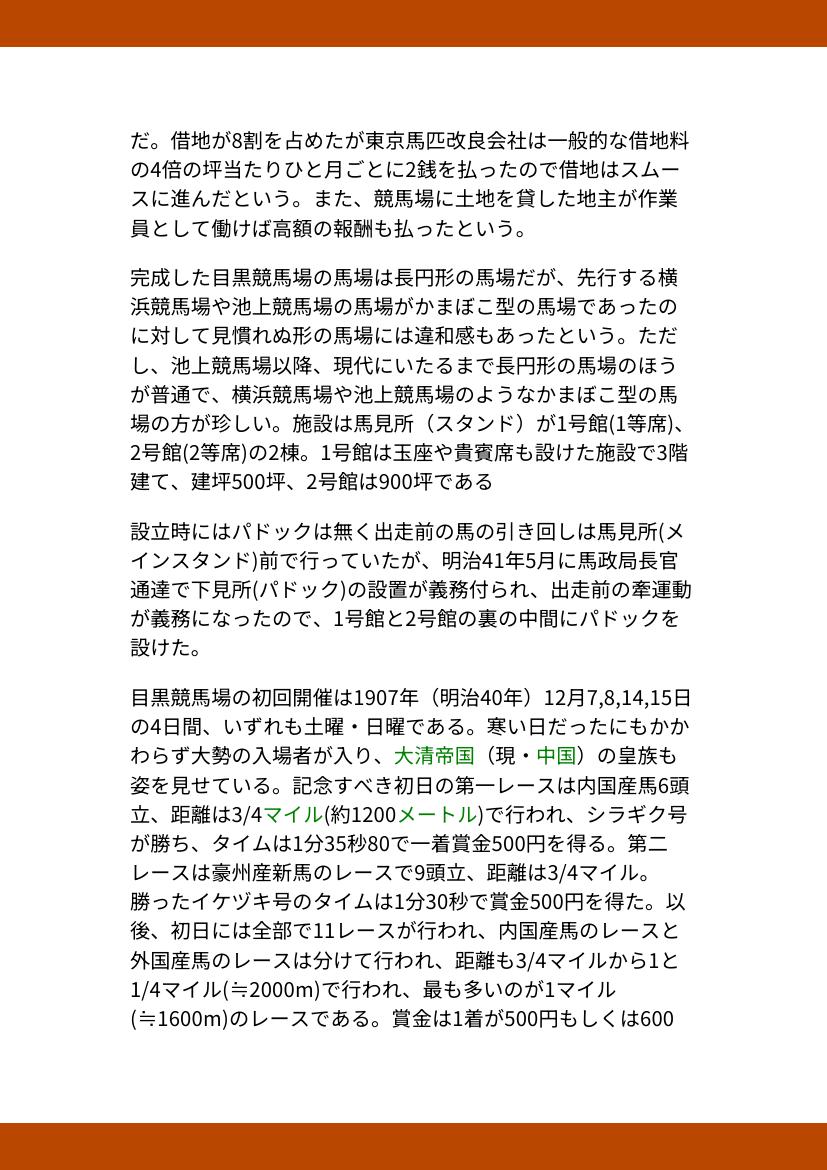 だ。借地が8割を占めたが東京馬匹改良会社は一般的な借地料
の4倍の坪当たりひと月ごとに2銭を払ったので借地はスムー
スに進んだという。また、競馬場に土地を貸した地主が作業
員として働けば高額の報酬も払ったという。
完成した目黒競馬場の馬場は長円形の馬場だが、先行する横
浜競馬場や池上競馬場の馬場がかまぼこ型の馬場であったの
に対して見慣れぬ形の馬場には違和感もあったという。ただ
し、池上競馬場以降、現代にいたるまで長円形の馬場のほう
が普通で、横浜競馬場や池上競馬場のようなかまぼこ型の馬
場の方が珍しい。施設は馬見所（スタンド）が1号館(1等席)、
2号館(2等席)の2棟。1号館は玉座や貴賓席も設けた施設で3階
建て、建坪500坪、2号館は900坪である
設立時にはパドックは無く出走前の馬の引き回しは馬見所(メ
インスタンド)前で行っていたが、明治41年5月に馬政局長官
通達で下見所(パドック)の設置が義務付られ、出走前の牽運動
が義務になったので、1号館と2号館の裏の中間にパドックを
設けた。
目黒競馬場の初回開催は1907年（明治40年）12月7,8,14,15日
の4日間、いずれも土曜・日曜である。寒い日だったにもかか
わらず大勢の入場者が入り、大清帝国（現・中国）の皇族も
姿を見せている。記念すべき初日の第一レースは内国産馬6頭
立、距離は3/4マイル(約1200メートル)で行われ、シラギク号
が勝ち、タイムは1分35秒80で一着賞金500円を得る。第二
レースは豪州産新馬のレースで9頭立、距離は3/4マイル。
勝ったイケヅキ号のタイムは1分30秒で賞金500円を得た。以
後、初日には全部で11レースが行われ、内国産馬のレースと
外国産馬のレースは分けて行われ、距離も3/4マイルから1と
1/4マイル(≒2000m)で行われ、最も多いのが1マイル
(≒1600m)のレースである。賞金は1着が500円もしくは600